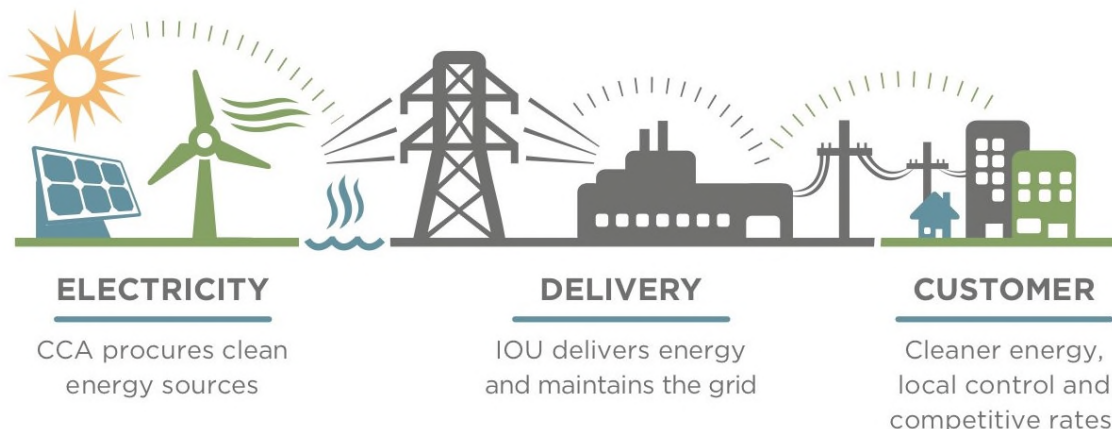 ELECTRICITY
CCA procures clean
energy sources
DELIVERY
IOU delivers energy
and maintains the grid
CUSTOMER
Cleaner energy,
local control and
competitive rates